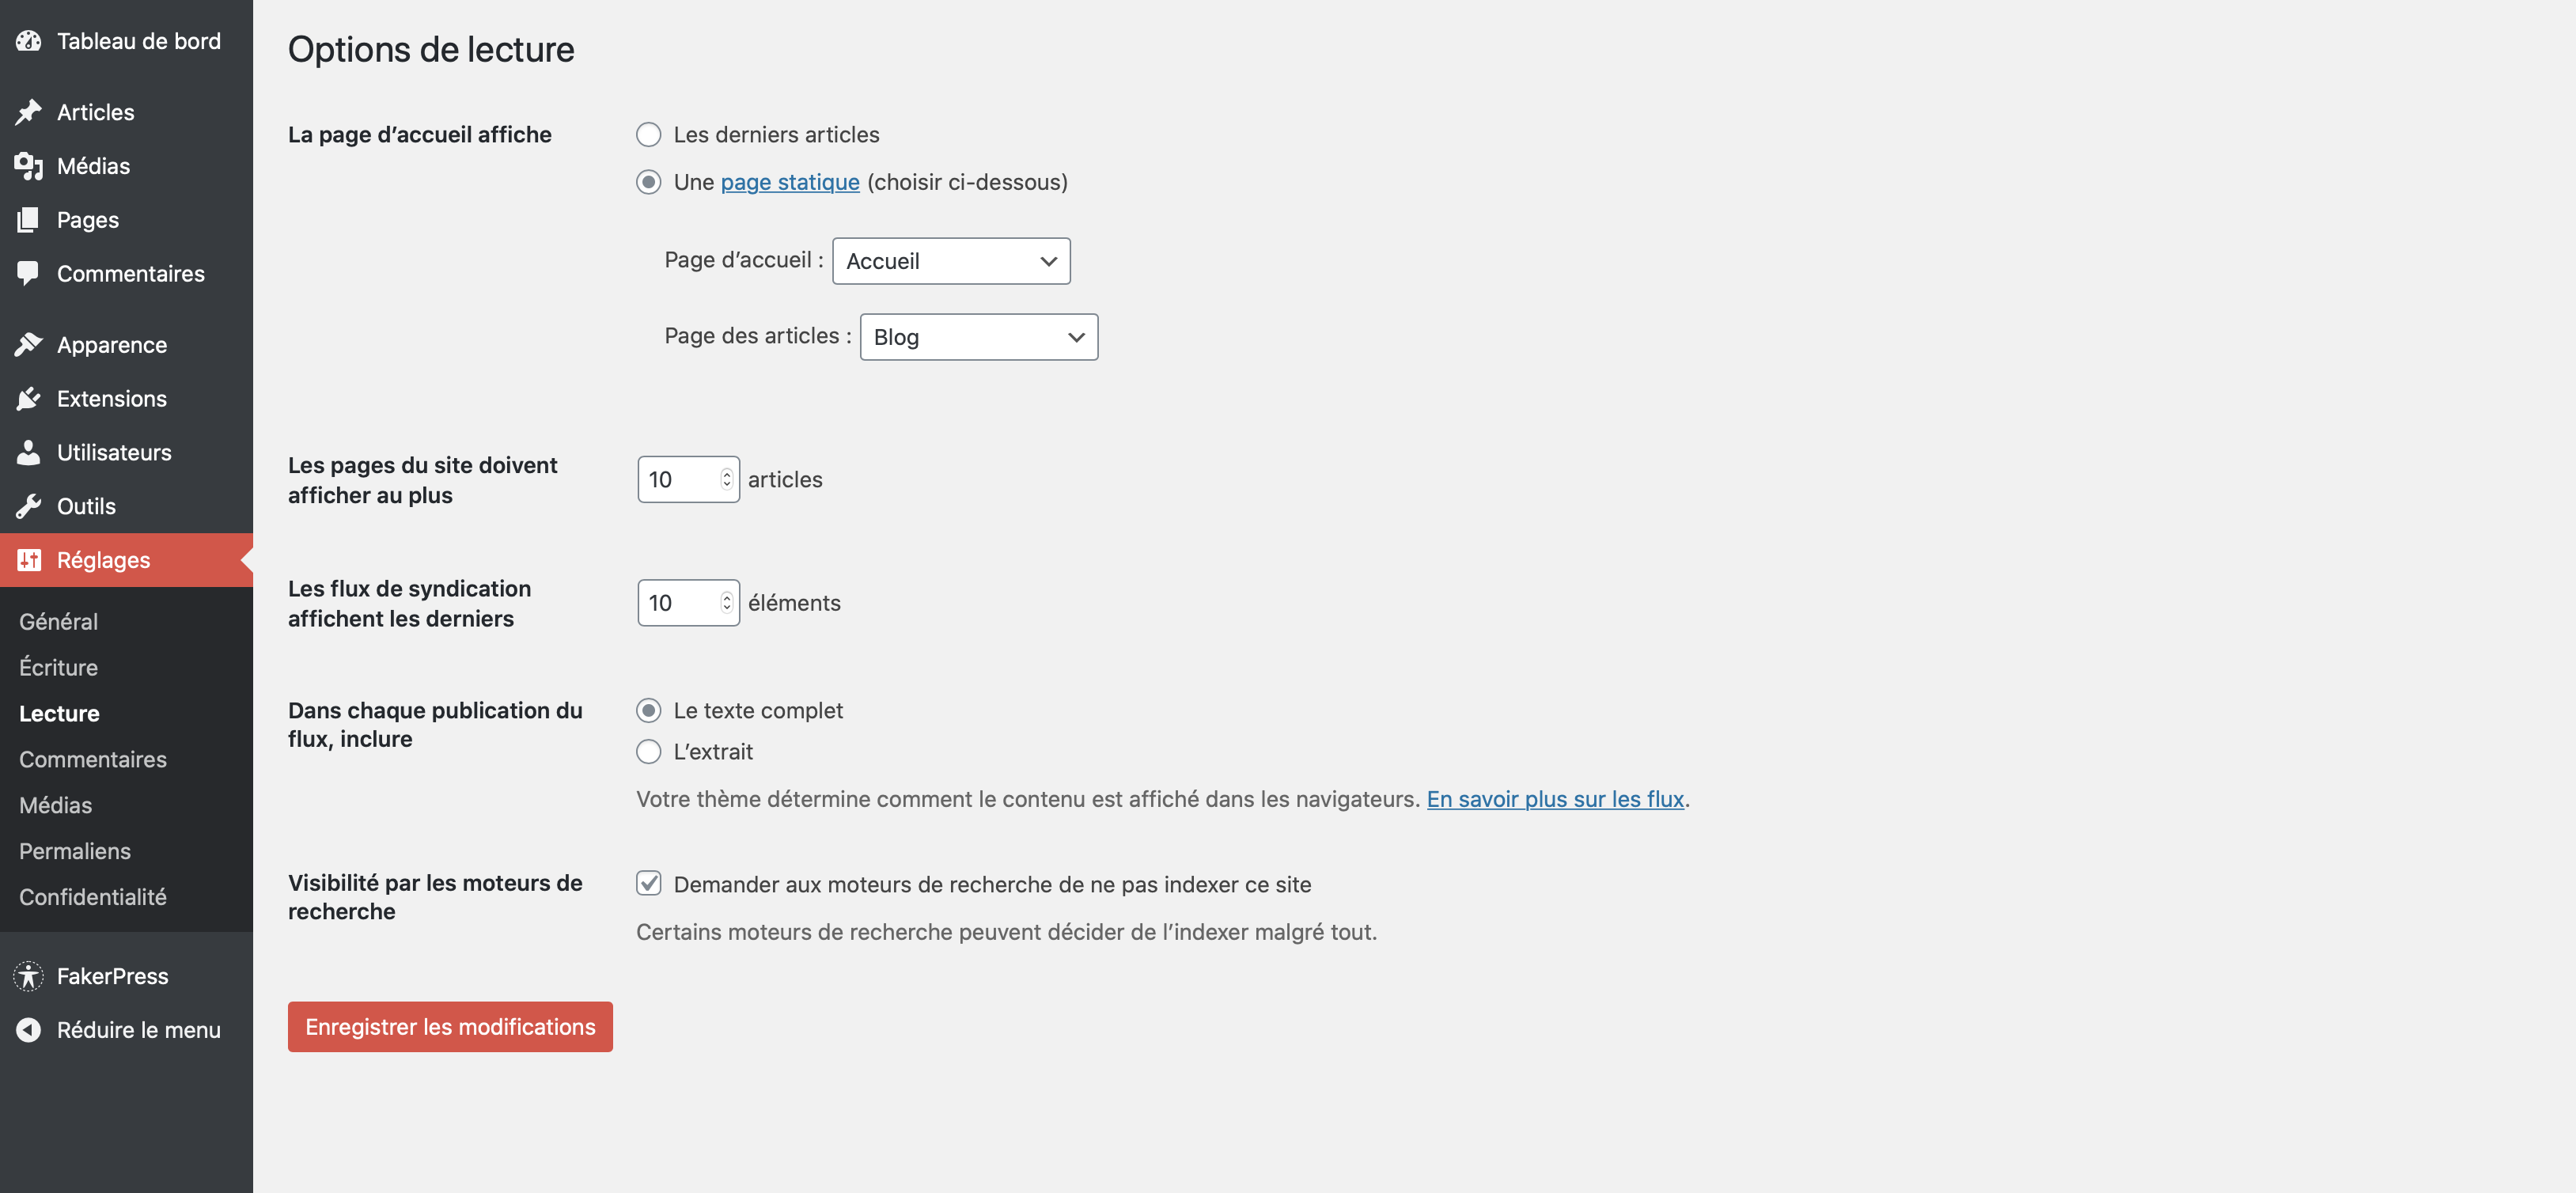 Tableau de bord
Articles
Médias
Pages
Commentaires
Apparence
Extensions
Utilisateurs
Outils
Réglages
Général
Écriture
Lecture
Commentaires
Médias
Permaliens
Confidentialité
FakerPress
Réduire le menu
Options de lecture
La page d’accueil affiche
Les derniers articles
Une page statique (choisir ci-dessous)
Page d’accueil : Accueil
Page des articles : Blog
Les pages du site doivent
afficher au plus
10 articles
Les flux de syndication
affichent les derniers
10 éléments
Dans chaque publication du
flux, inclure
Le texte complet
L’extrait
Votre thème détermine comment le contenu est affiché dans les navigateurs. En savoir plus sur les flux.
Visibilité par les moteurs de
recherche
Demander aux moteurs de recherche de ne pas indexer ce site
Certains moteurs de recherche peuvent décider de l’indexer malgré tout.
Enregistrer les modifications